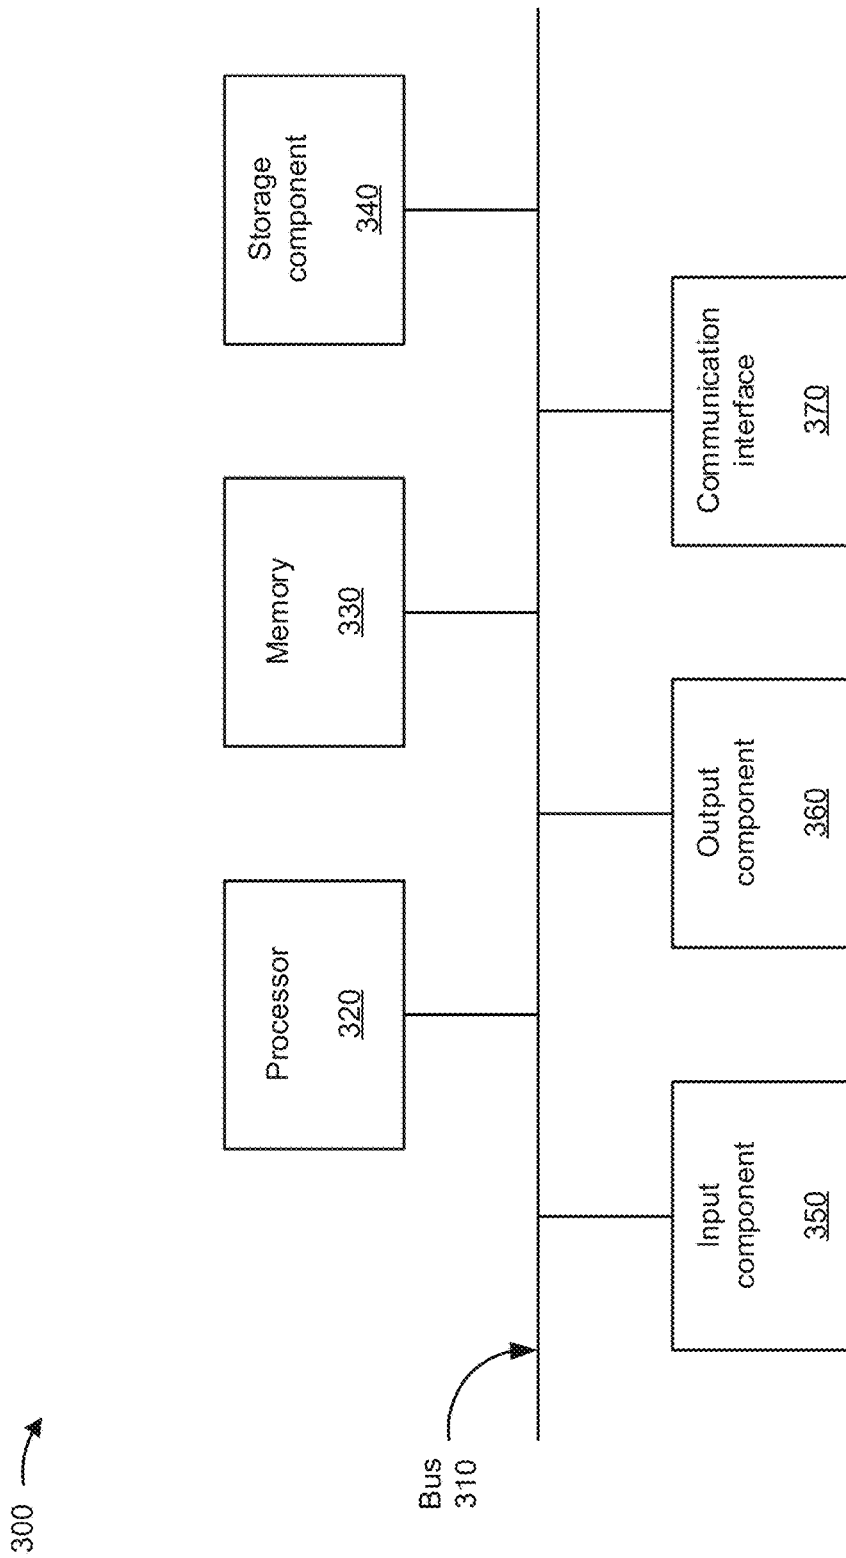 300
Processor
320
Memory
330
Storage
component
340
Bus
310
Input
component
350
Output
component
360
Communication
interface
370